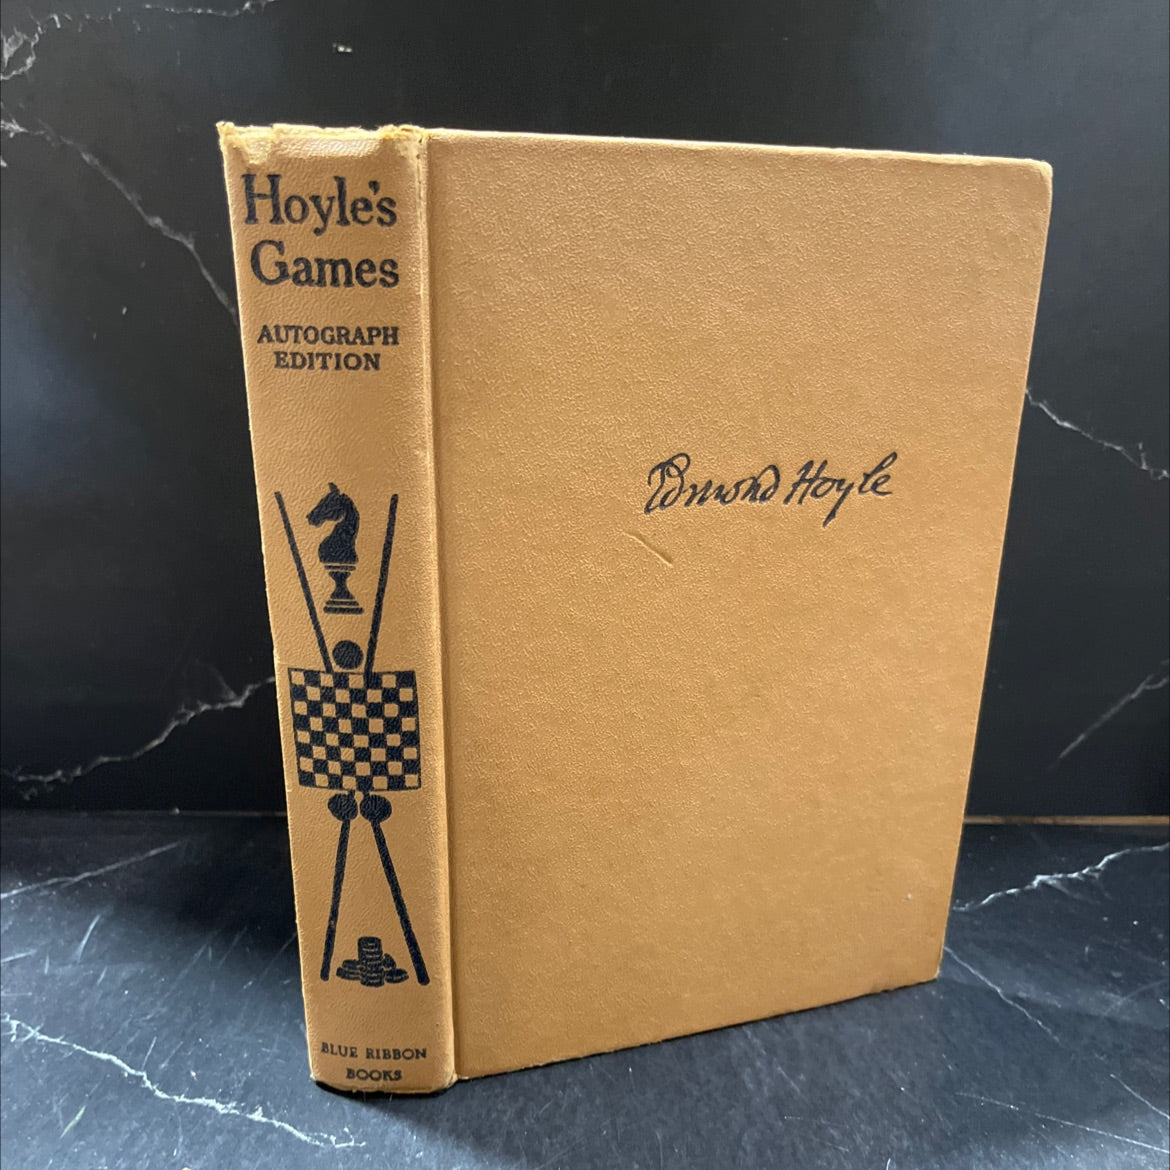 Hoyle's
Games
AUTOGRAPH
EDITION
BLUE RIBBON
BOOKS
Edmond Hoyle